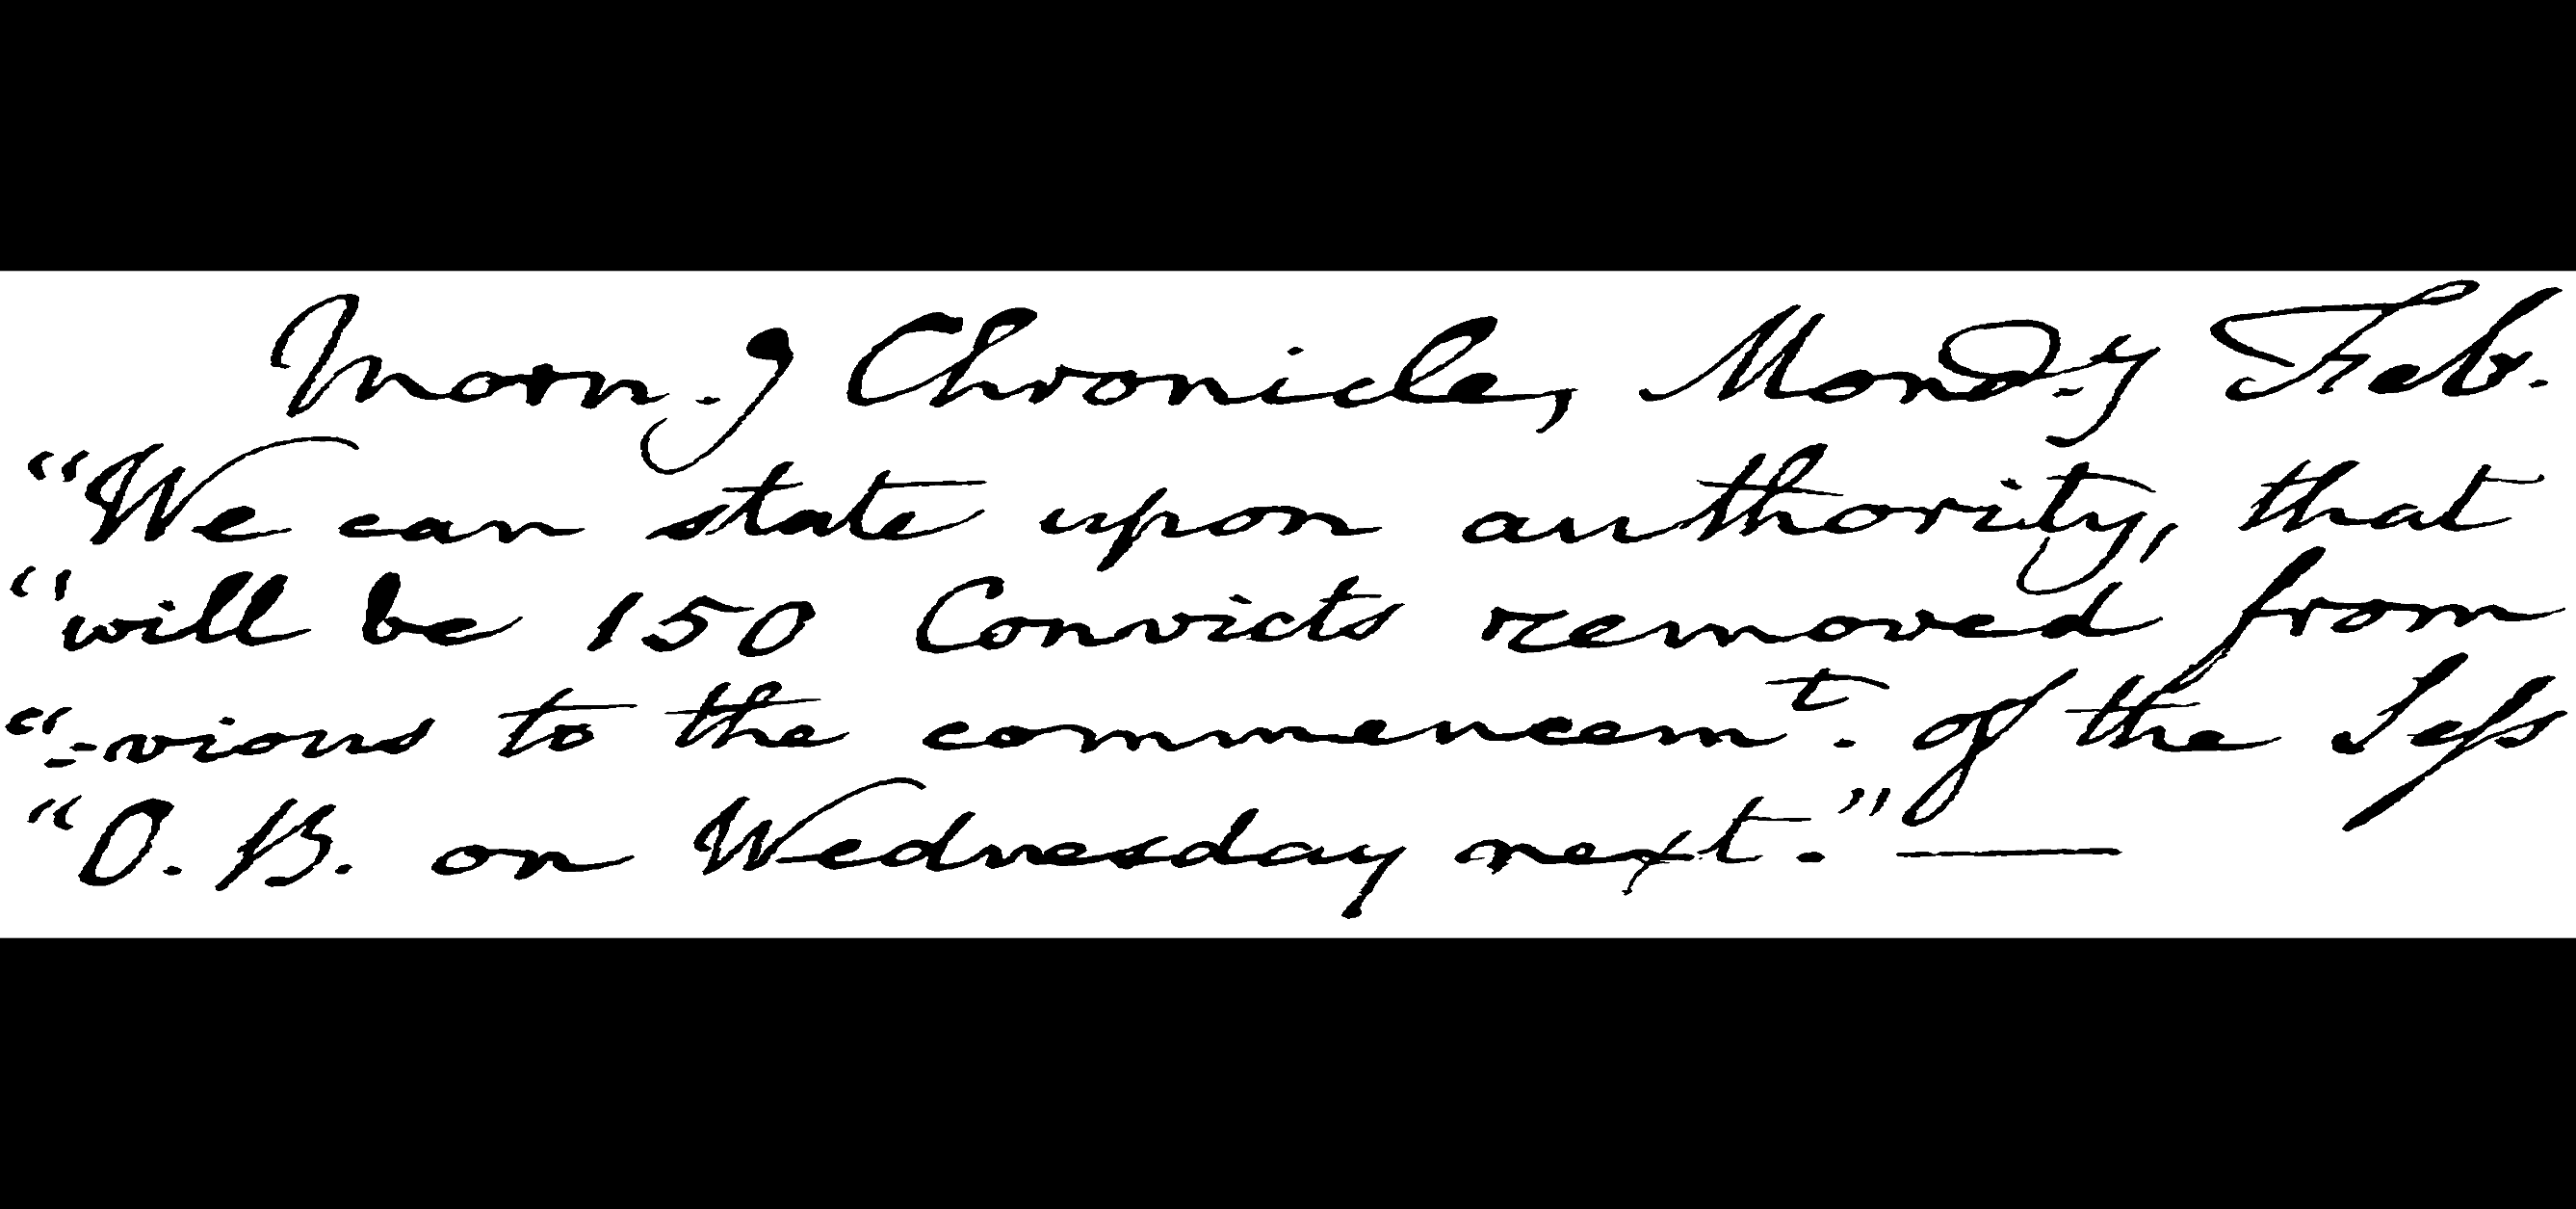 Morn.g Chronicle, Mond.y Feb.
"We can state upon authority, that
"will be 150 Convicts removed from
"=vious to the commencem.t of the Sess
"O. B. on Wednesday next." —